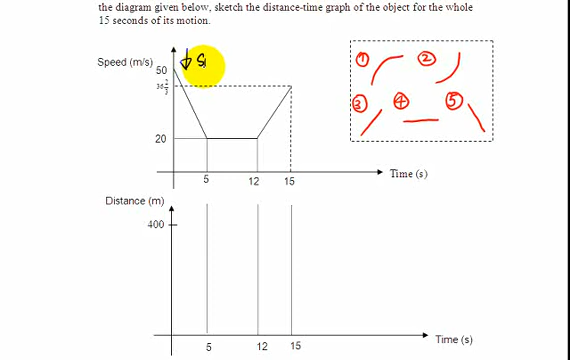 the diagram given below, sketch the distance-time graph of the object for the whole
15 seconds of its motion.
Speed (m/s)
50
S
① ②
③ ④ ⑤
20
5 12 15
Time (s)
Distance (m)
400
5 12 15
Time (s)